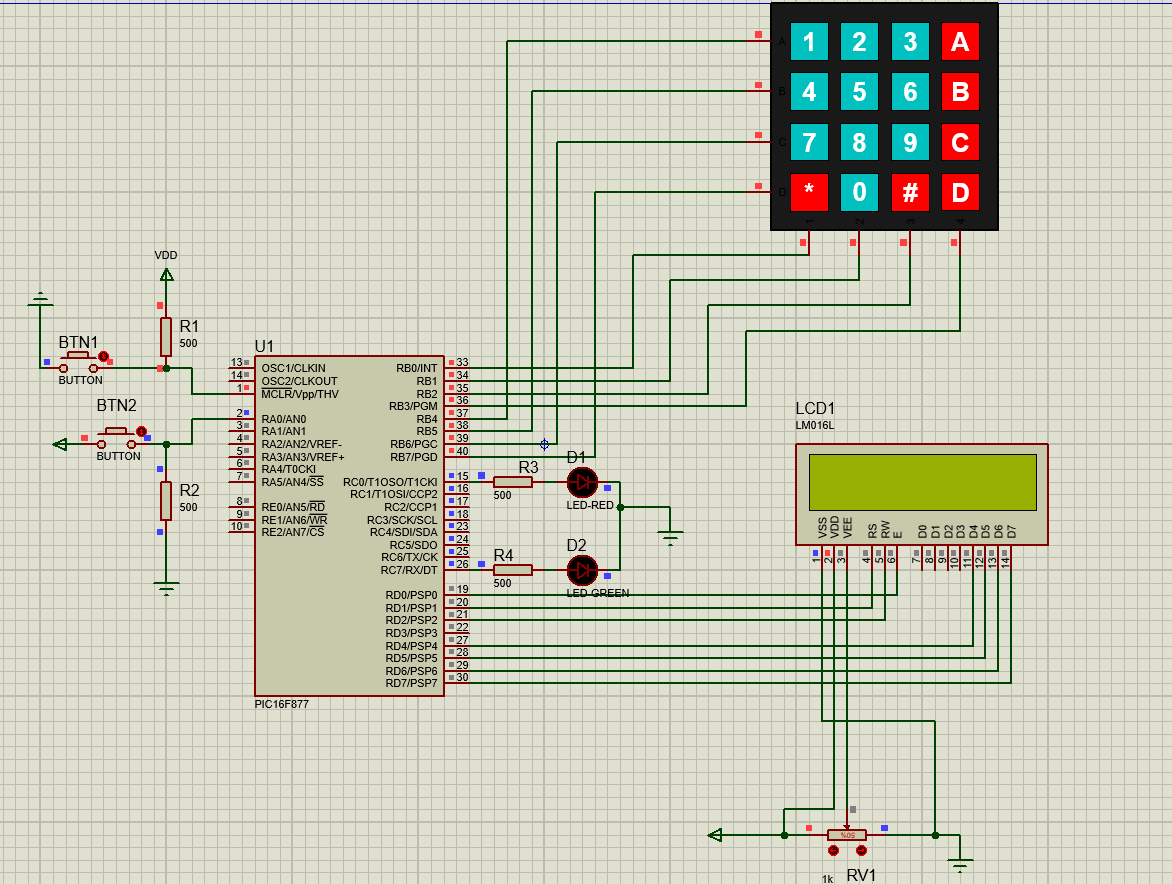 A 1 2 3 A
B 4 5 6 B
C 7 8 9 C
D * 0 # D
1 2 3 4
VDD
R1
500
BTN1
BUTTON
BTN2
BUTTON
R2
500
U1
13 OSC1/CLKIN
14 OSC2/CLKOUT
1 MCLR/Vpp/THV
2 RA0/AN0
3 RA1/AN1
4 RA2/AN2/VREF-
5 RA3/AN3/VREF+
6 RA4/T0CKI
7 RA5/AN4/SS
8 RE0/AN5/RD
9 RE1/AN6/WR
10 RE2/AN7/CS
RB0/INT 33
RB1 34
RB2 35
RB3/PGM 36
RB4 37
RB5 38
RB6/PGC 39
RB7/PGD 40
RC0/T1OSO/T1CKI 15
RC1/T1OSI/CCP2 16
RC2/CCP1 17
RC3/SCK/SCL 18
RC4/SDI/SDA 23
RC5/SDO 24
RC6/TX/CK 25
RC7/RX/DT 26
RD0/PSP0 19
RD1/PSP1 20
RD2/PSP2 21
RD3/PSP3 22
RD4/PSP4 27
RD5/PSP5 28
RD6/PSP6 29
RD7/PSP7 30
PIC16F877
R3
500
D1
LED-RED
R4
500
D2
LED-GREEN
LCD1
LM016L
VSS VDD VEE RS RW E D0 D1 D2 D3 D4 D5 D6 D7
1 2 3 4 5 6 7 8 9 10 11 12 13 14
50%
1k
RV1